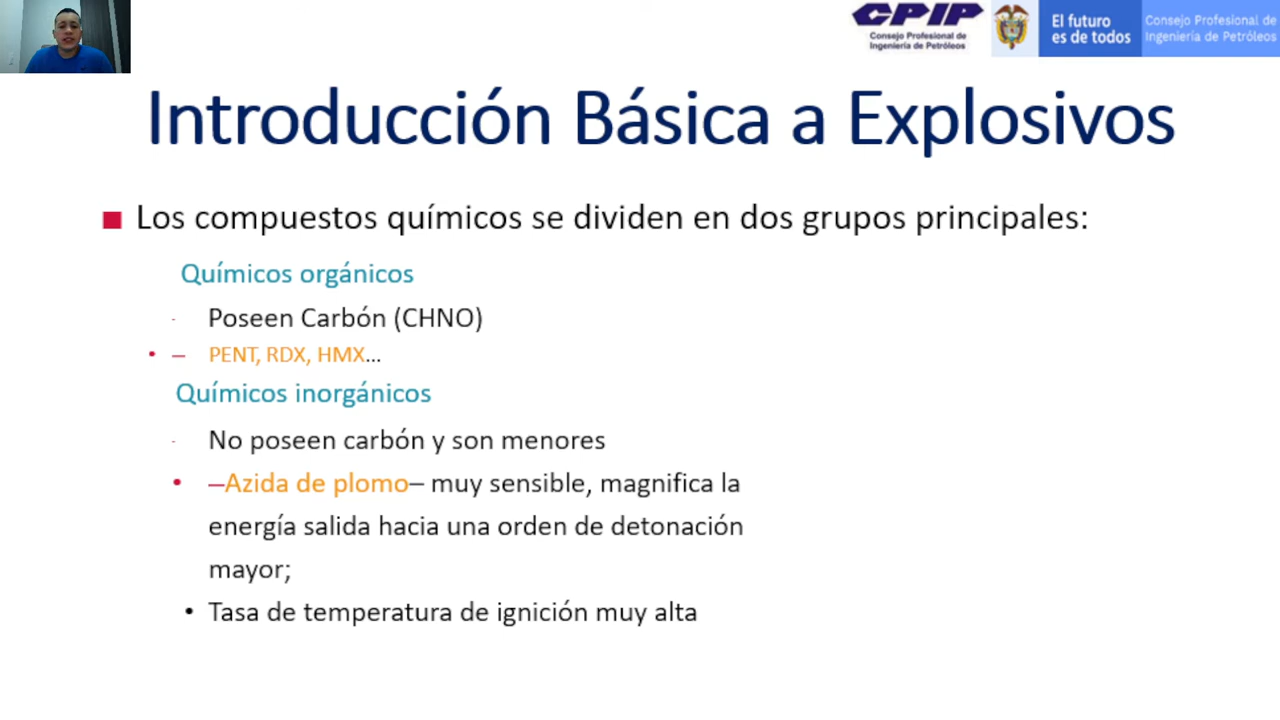 CPIP
Consejo Profesional de
Ingeniería de Petróleos
El futuro
es de todos
Consejo Profesional de
Ingeniería de Petróleos
Introducción Básica a Explosivos
Los compuestos químicos se dividen en dos grupos principales:
Químicos orgánicos
Poseen Carbón (CHNO)
– PENT, RDX, HMX...
Químicos inorgánicos
No poseen carbón y son menores
–Azida de plomo– muy sensible, magnifica la
energía salida hacia una orden de detonación
mayor;
• Tasa de temperatura de ignición muy alta